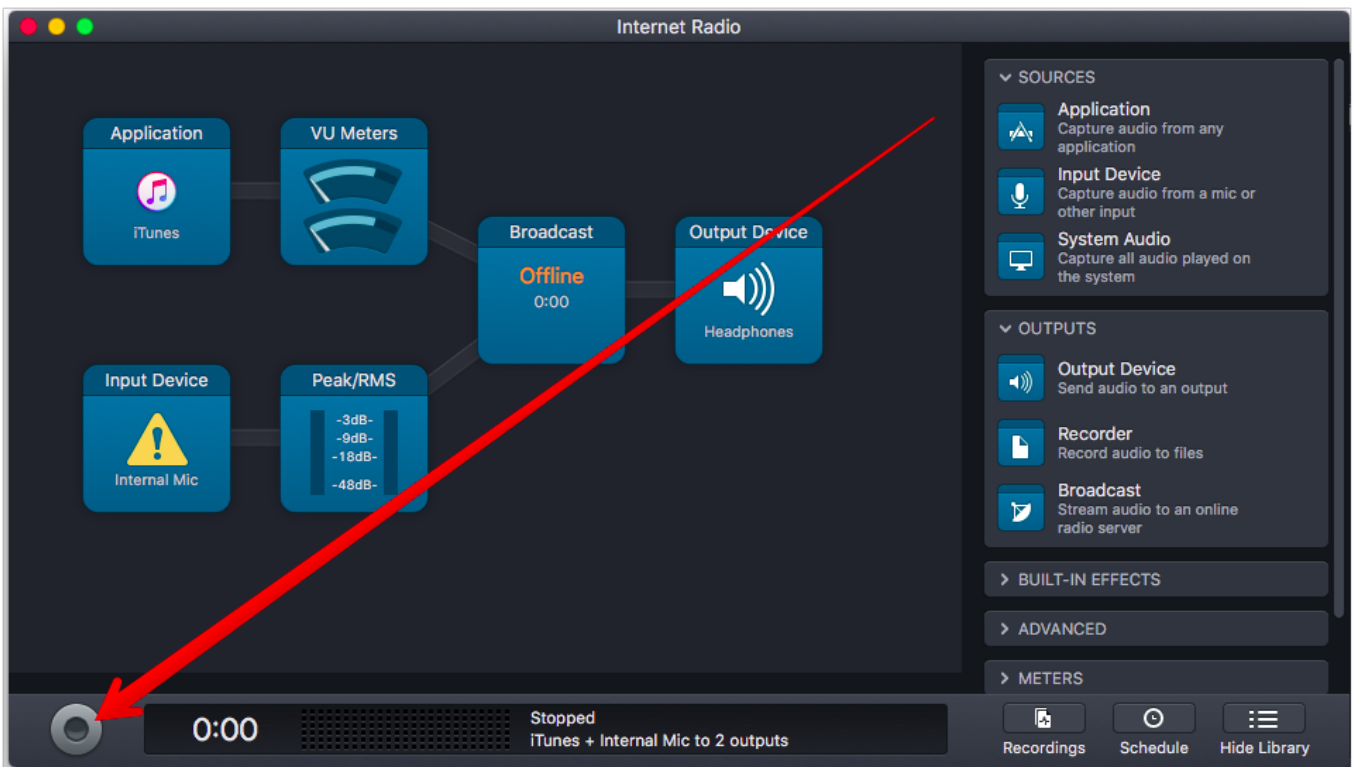 Internet Radio
Application
iTunes
VU Meters
Broadcast
Offline
0:00
Output Device
Headphones
Input Device
Internal Mic
Peak/RMS
-3dB-
-9dB-
-18dB-
-48dB-
SOURCES
Application
Capture audio from any
application
Input Device
Capture audio from a mic or
other input
System Audio
Capture all audio played on
the system
OUTPUTS
Output Device
Send audio to an output
Recorder
Record audio to files
Broadcast
Stream audio to an online
radio server
BUILT-IN EFFECTS
ADVANCED
METERS
0:00
Stopped
iTunes + Internal Mic to 2 outputs
Recordings
Schedule
Hide Library